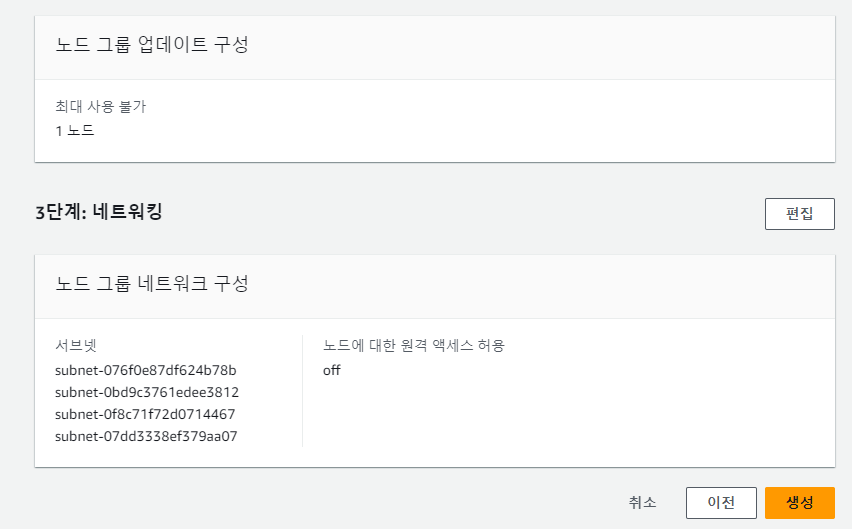 노드 그룹 업데이트 구성
최대 사용 불가
1 노드
3단계: 네트워킹
편집
노드 그룹 네트워크 구성
서브넷
subnet-076f0e87df624b78b
subnet-0bd9c3761edee3812
subnet-0f8c71f72d0714467
subnet-07dd3338ef379aa07
노드에 대한 원격 액세스 허용
off
취소
이전
생성